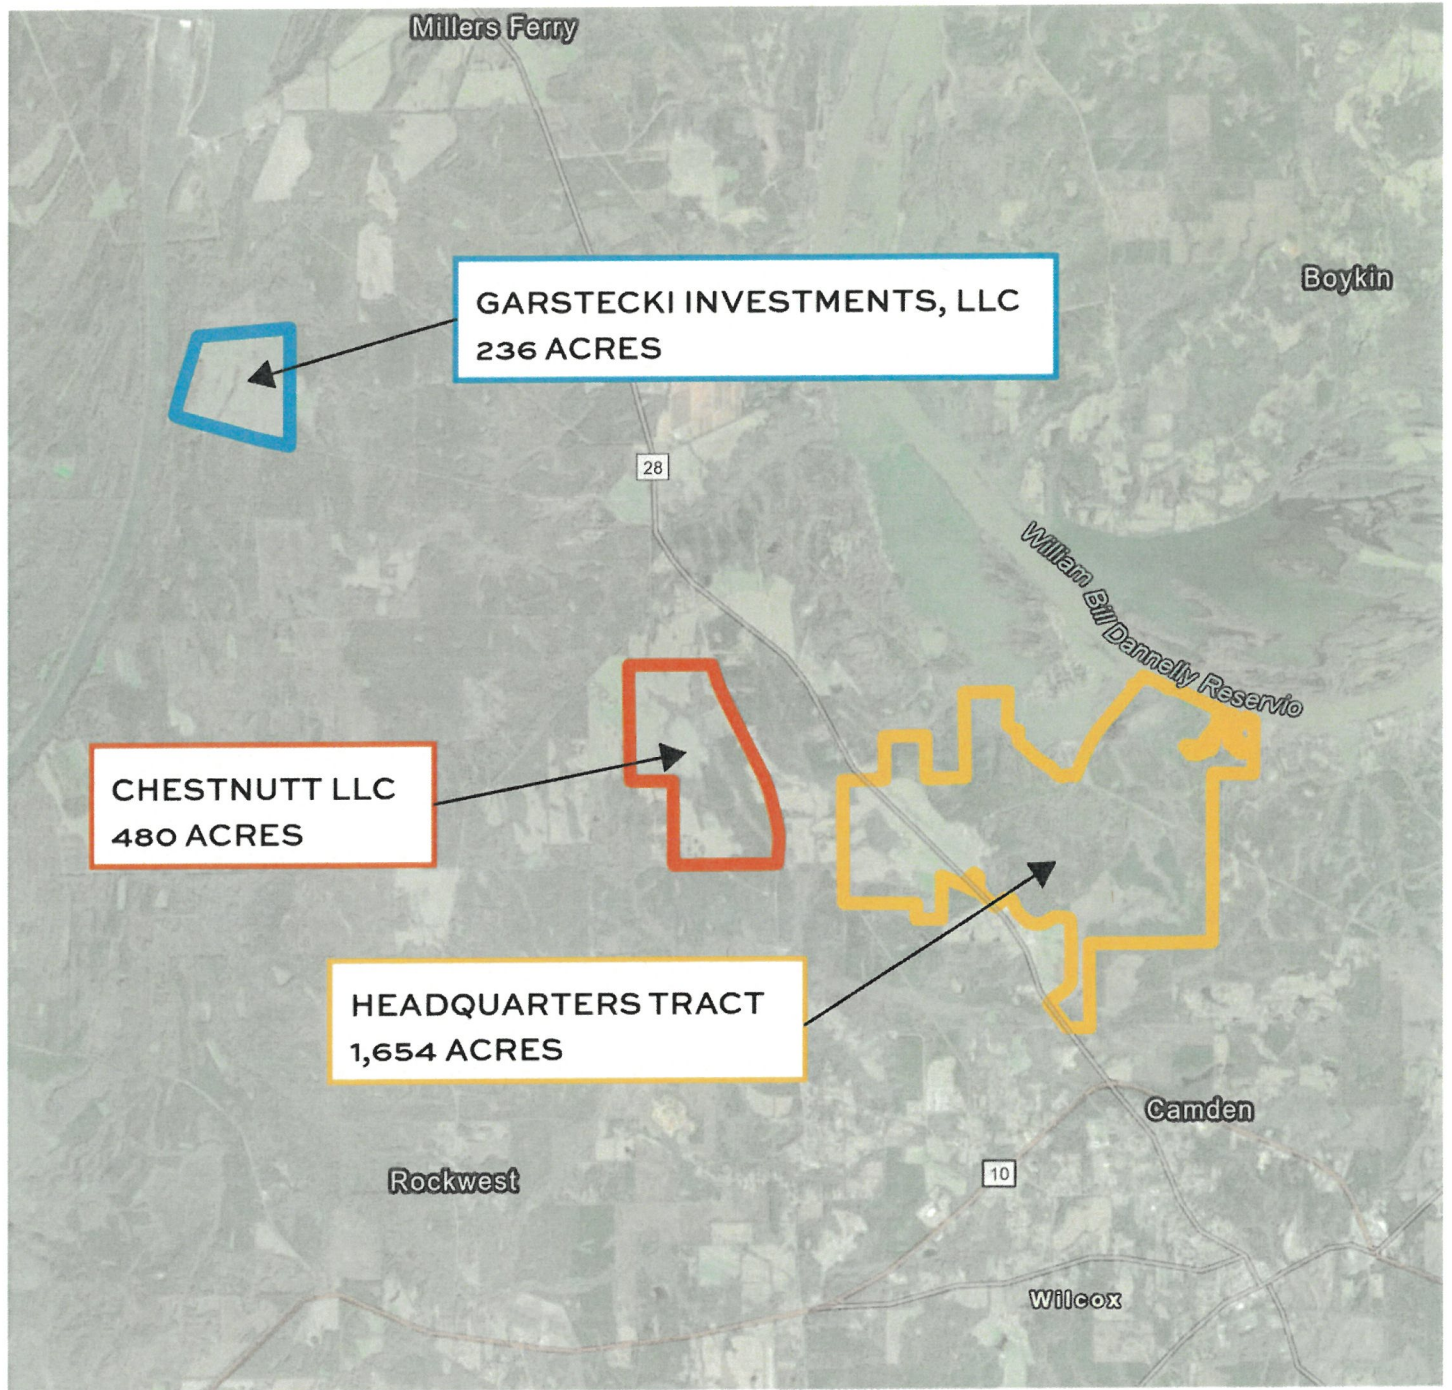 Millers Ferry
Boykin
GARSTECKI INVESTMENTS, LLC
236 ACRES
28
William Bill Dannelly Reservio
CHESTNUTT LLC
480 ACRES
HEADQUARTERS TRACT
1,654 ACRES
Camden
10
Rockwest
Wilcox